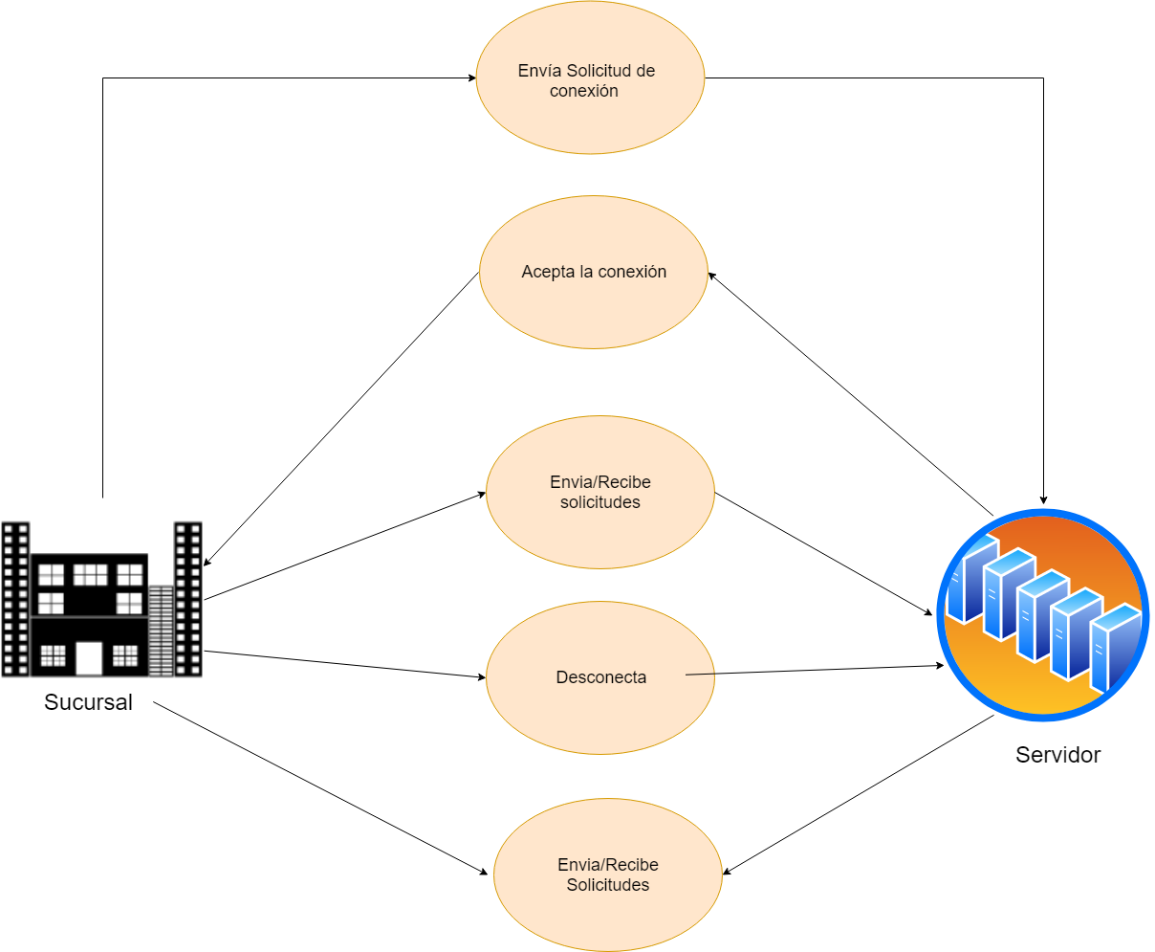 Envía Solicitud de
conexión
Acepta la conexión
Envia/Recibe
solicitudes
Desconecta
Sucursal
Servidor
Envia/Recibe
Solicitudes